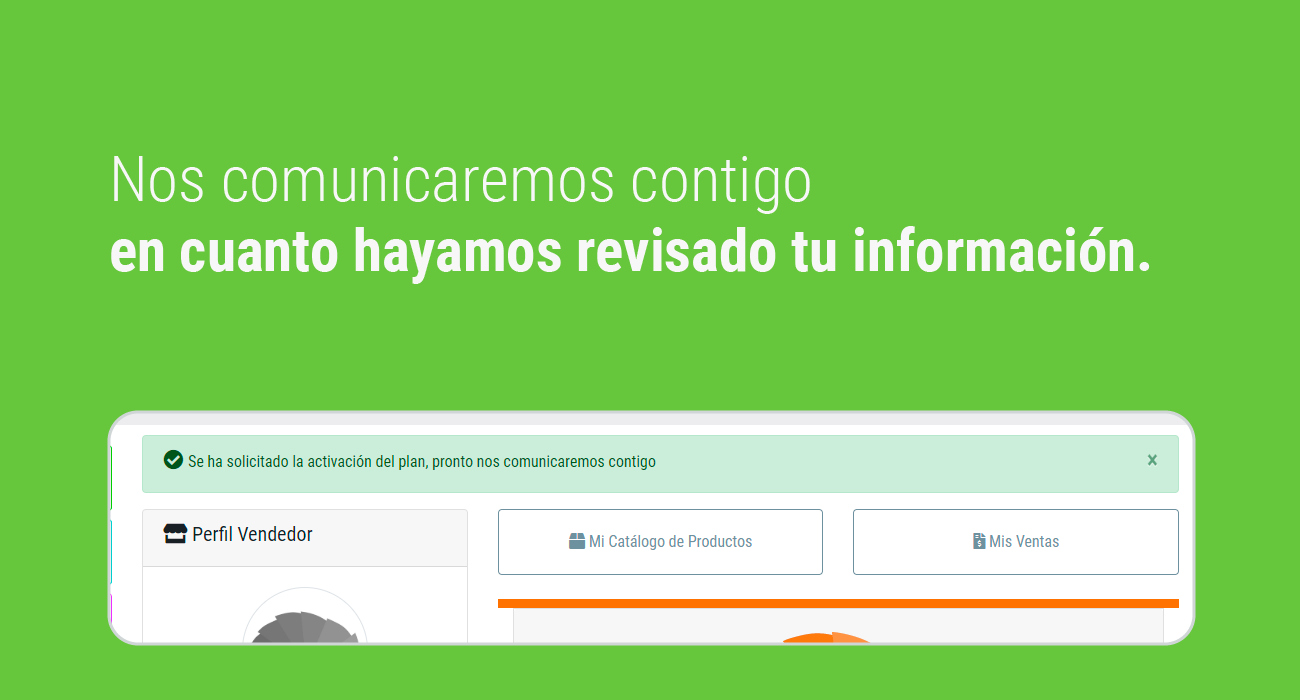 Nos comunicaremos contigo
en cuanto hayamos revisado tu información.
Se ha solicitado la activación del plan, pronto nos comunicaremos contigo ×
Perfil Vendedor
Mi Catálogo de Productos
Mis Ventas